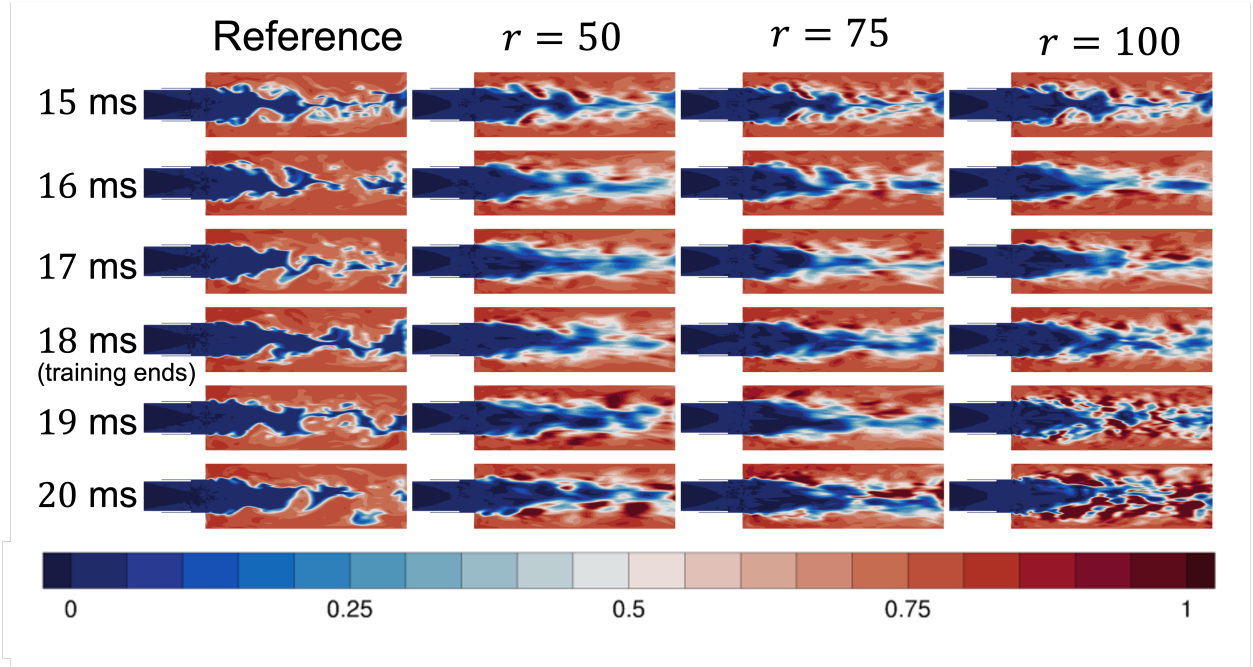 Reference r = 50 r = 75 r = 100
15 ms
16 ms
17 ms
18 ms
(training ends)
19 ms
20 ms
0 0.25 0.5 0.75 1